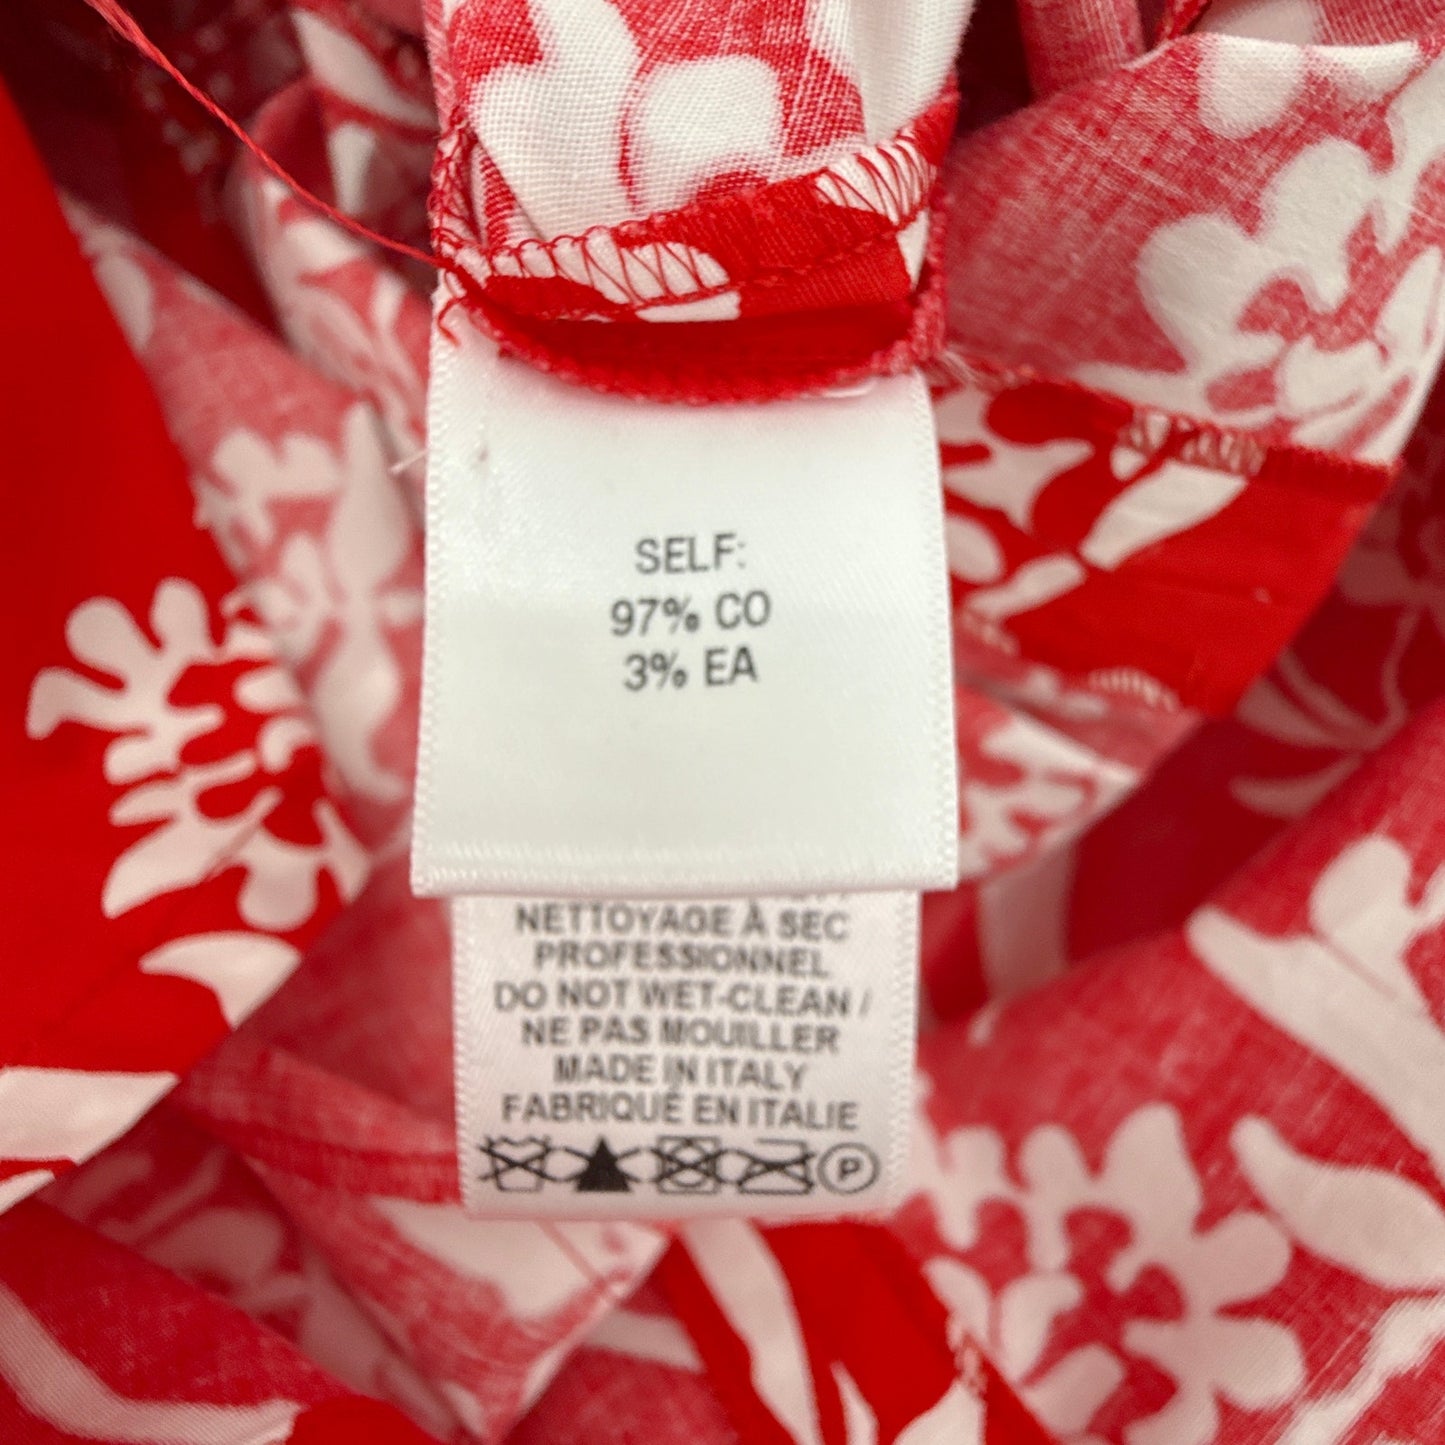 SELF:
97% CO
3% EA
NETTOYAGE À SEC
PROFESSIONNEL
DO NOT WET-CLEAN /
NE PAS MOUILLER
MADE IN ITALY
FABRIQUÉ EN ITALIE
P